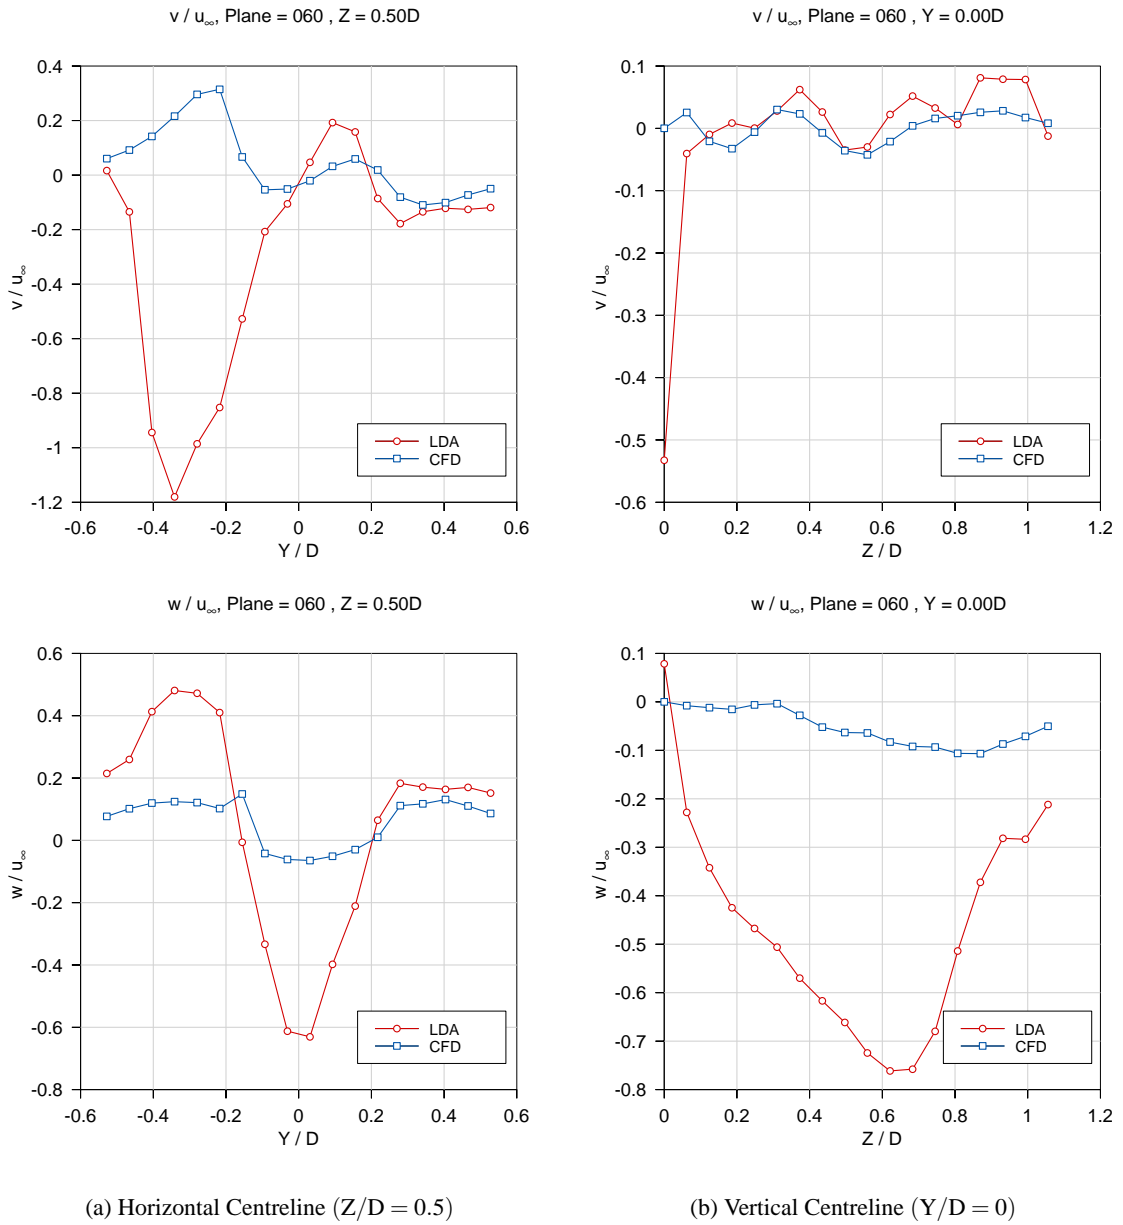 v / u∞, Plane = 060 , Z = 0.50D
0.4
0.2
0
-0.2
-0.4
-0.6
-0.8
-1
-1.2
v / u∞
-0.6 -0.4 -0.2 0 0.2 0.4 0.6
Y / D
LDA
CFD
v / u∞, Plane = 060 , Y = 0.00D
0.1
0
-0.1
-0.2
-0.3
-0.4
-0.5
-0.6
v / u∞
0 0.2 0.4 0.6 0.8 1 1.2
Z / D
LDA
CFD
w / u∞, Plane = 060 , Z = 0.50D
0.6
0.4
0.2
0
-0.2
-0.4
-0.6
-0.8
w / u∞
-0.6 -0.4 -0.2 0 0.2 0.4 0.6
Y / D
LDA
CFD
w / u∞, Plane = 060 , Y = 0.00D
0.1
0
-0.1
-0.2
-0.3
-0.4
-0.5
-0.6
-0.7
-0.8
w / u∞
0 0.2 0.4 0.6 0.8 1 1.2
Z / D
LDA
CFD
(a) Horizontal Centreline (Z/D = 0.5)
(b) Vertical Centreline (Y/D = 0)